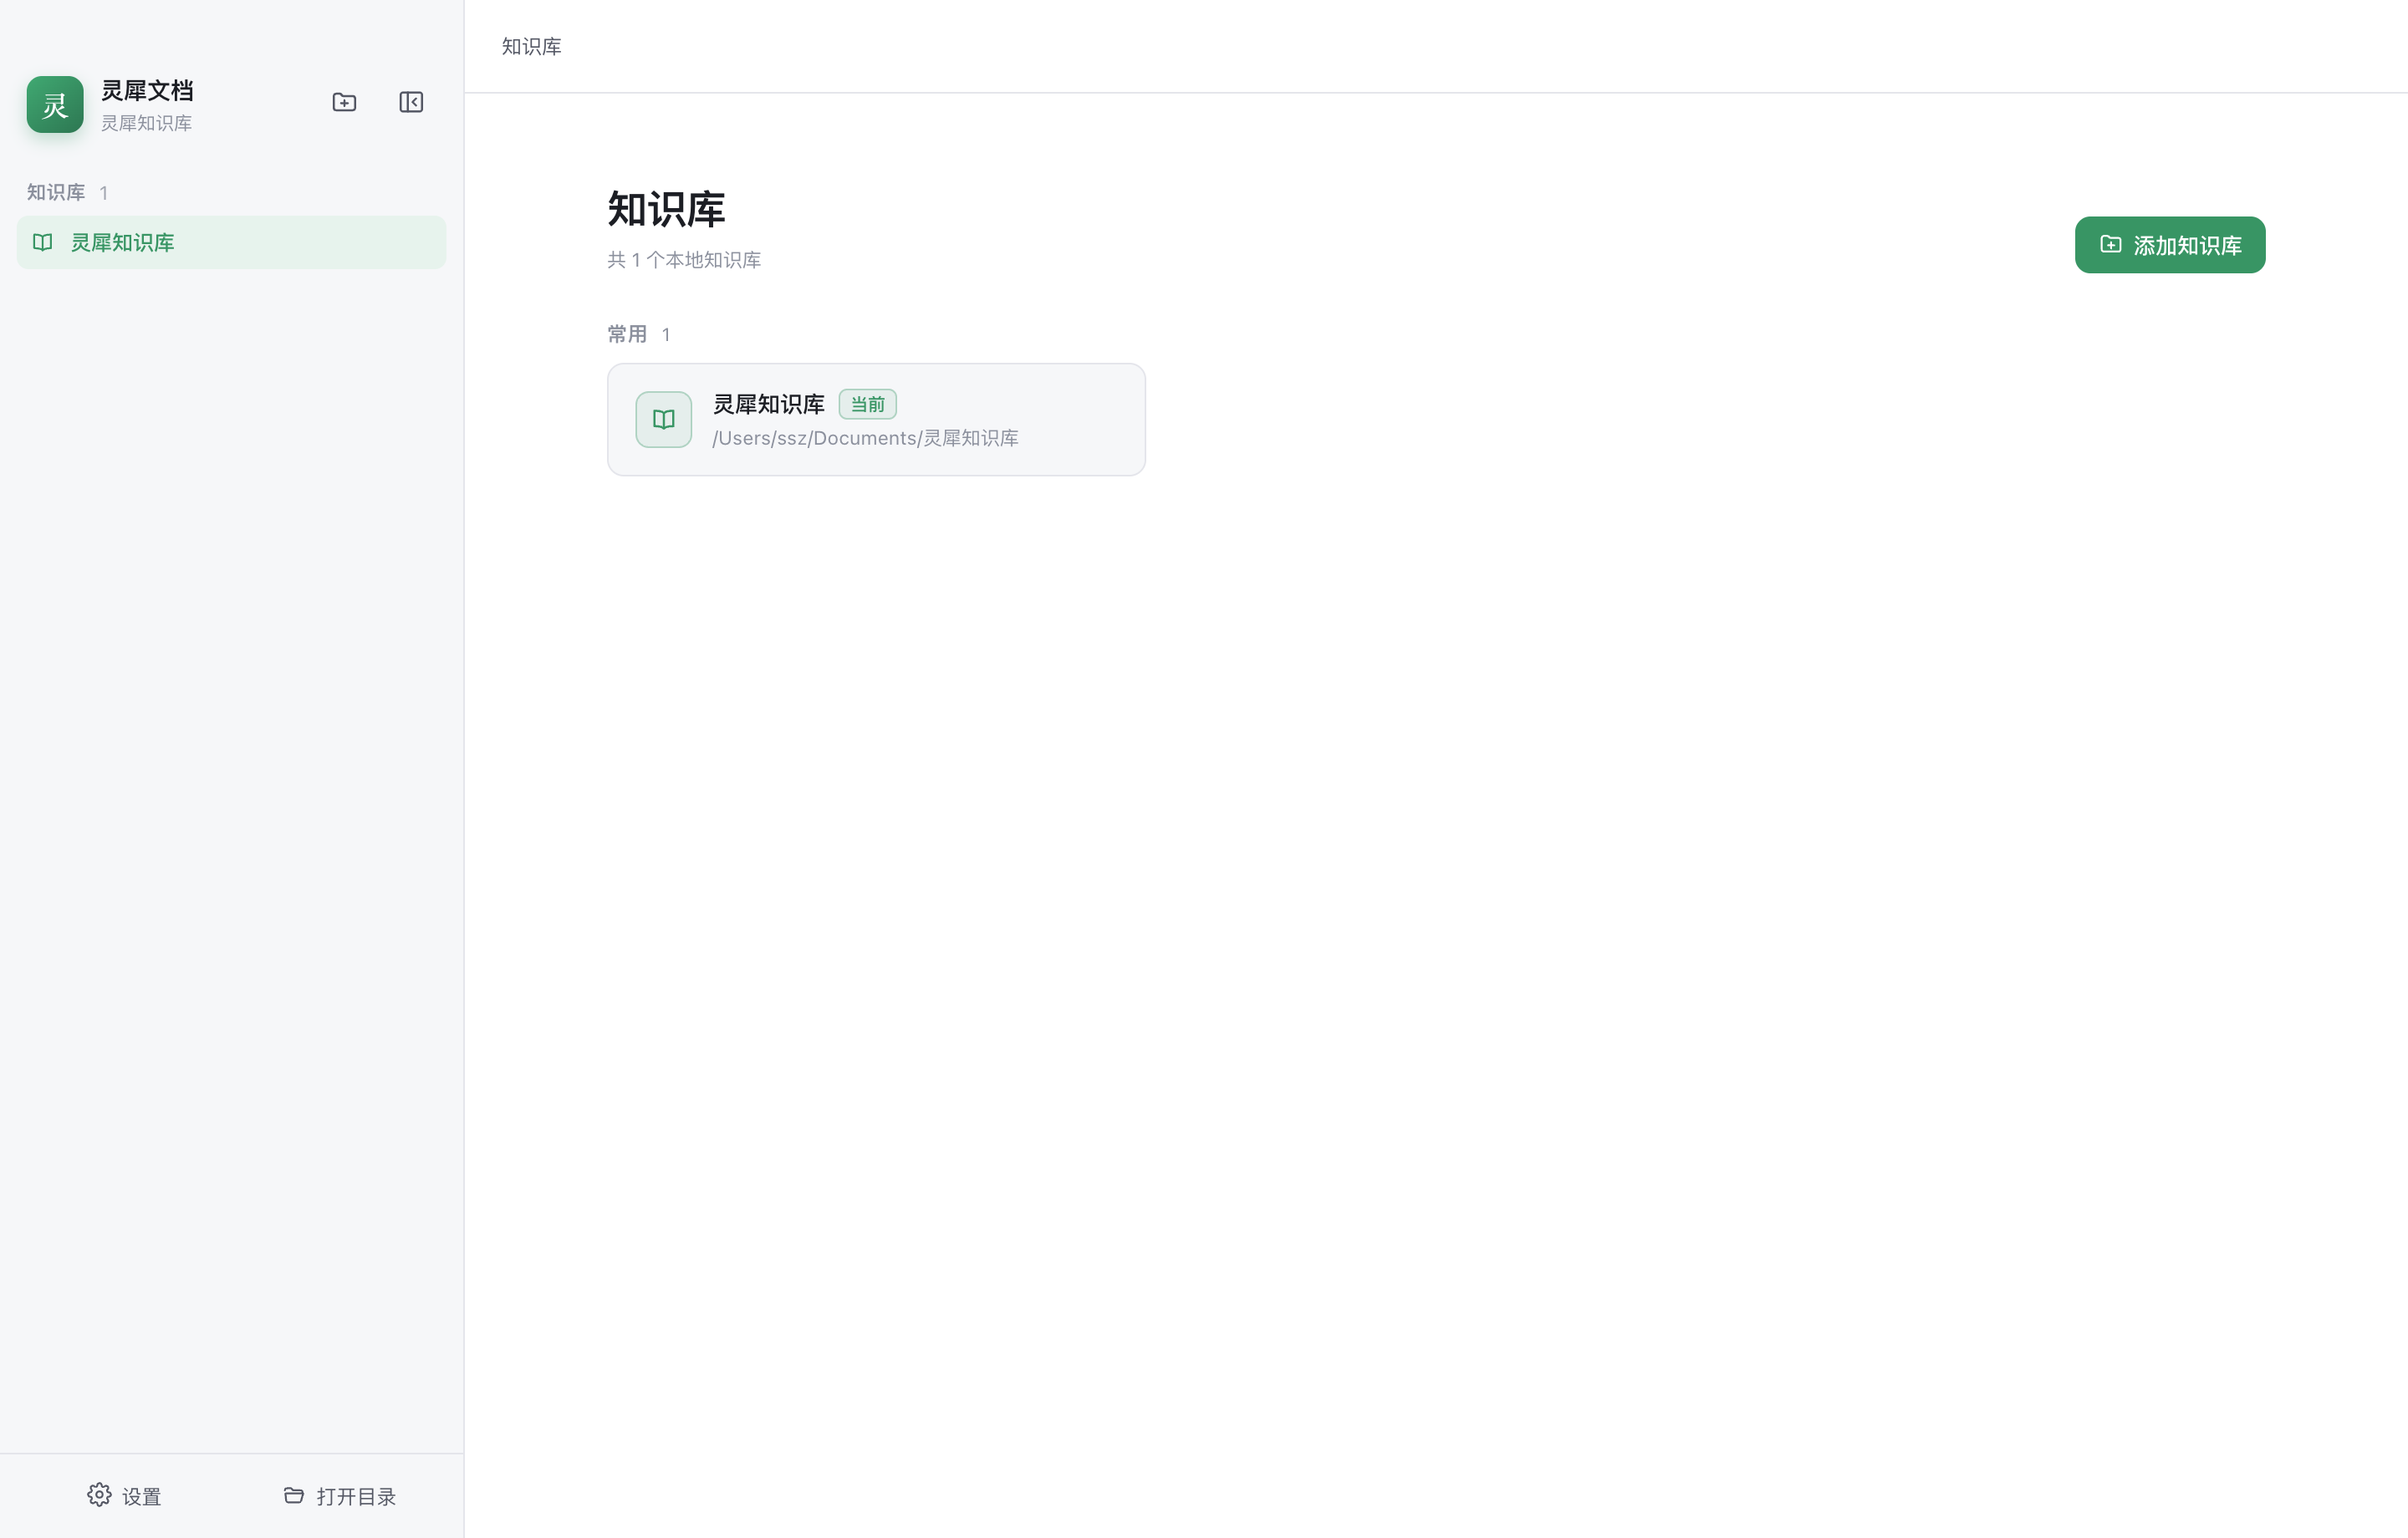 灵
灵犀文档
灵犀知识库
知识库 1
灵犀知识库
设置
打开目录
知识库
知识库
共 1 个本地知识库
添加知识库
常用 1
灵犀知识库 当前
/Users/ssz/Documents/灵犀知识库